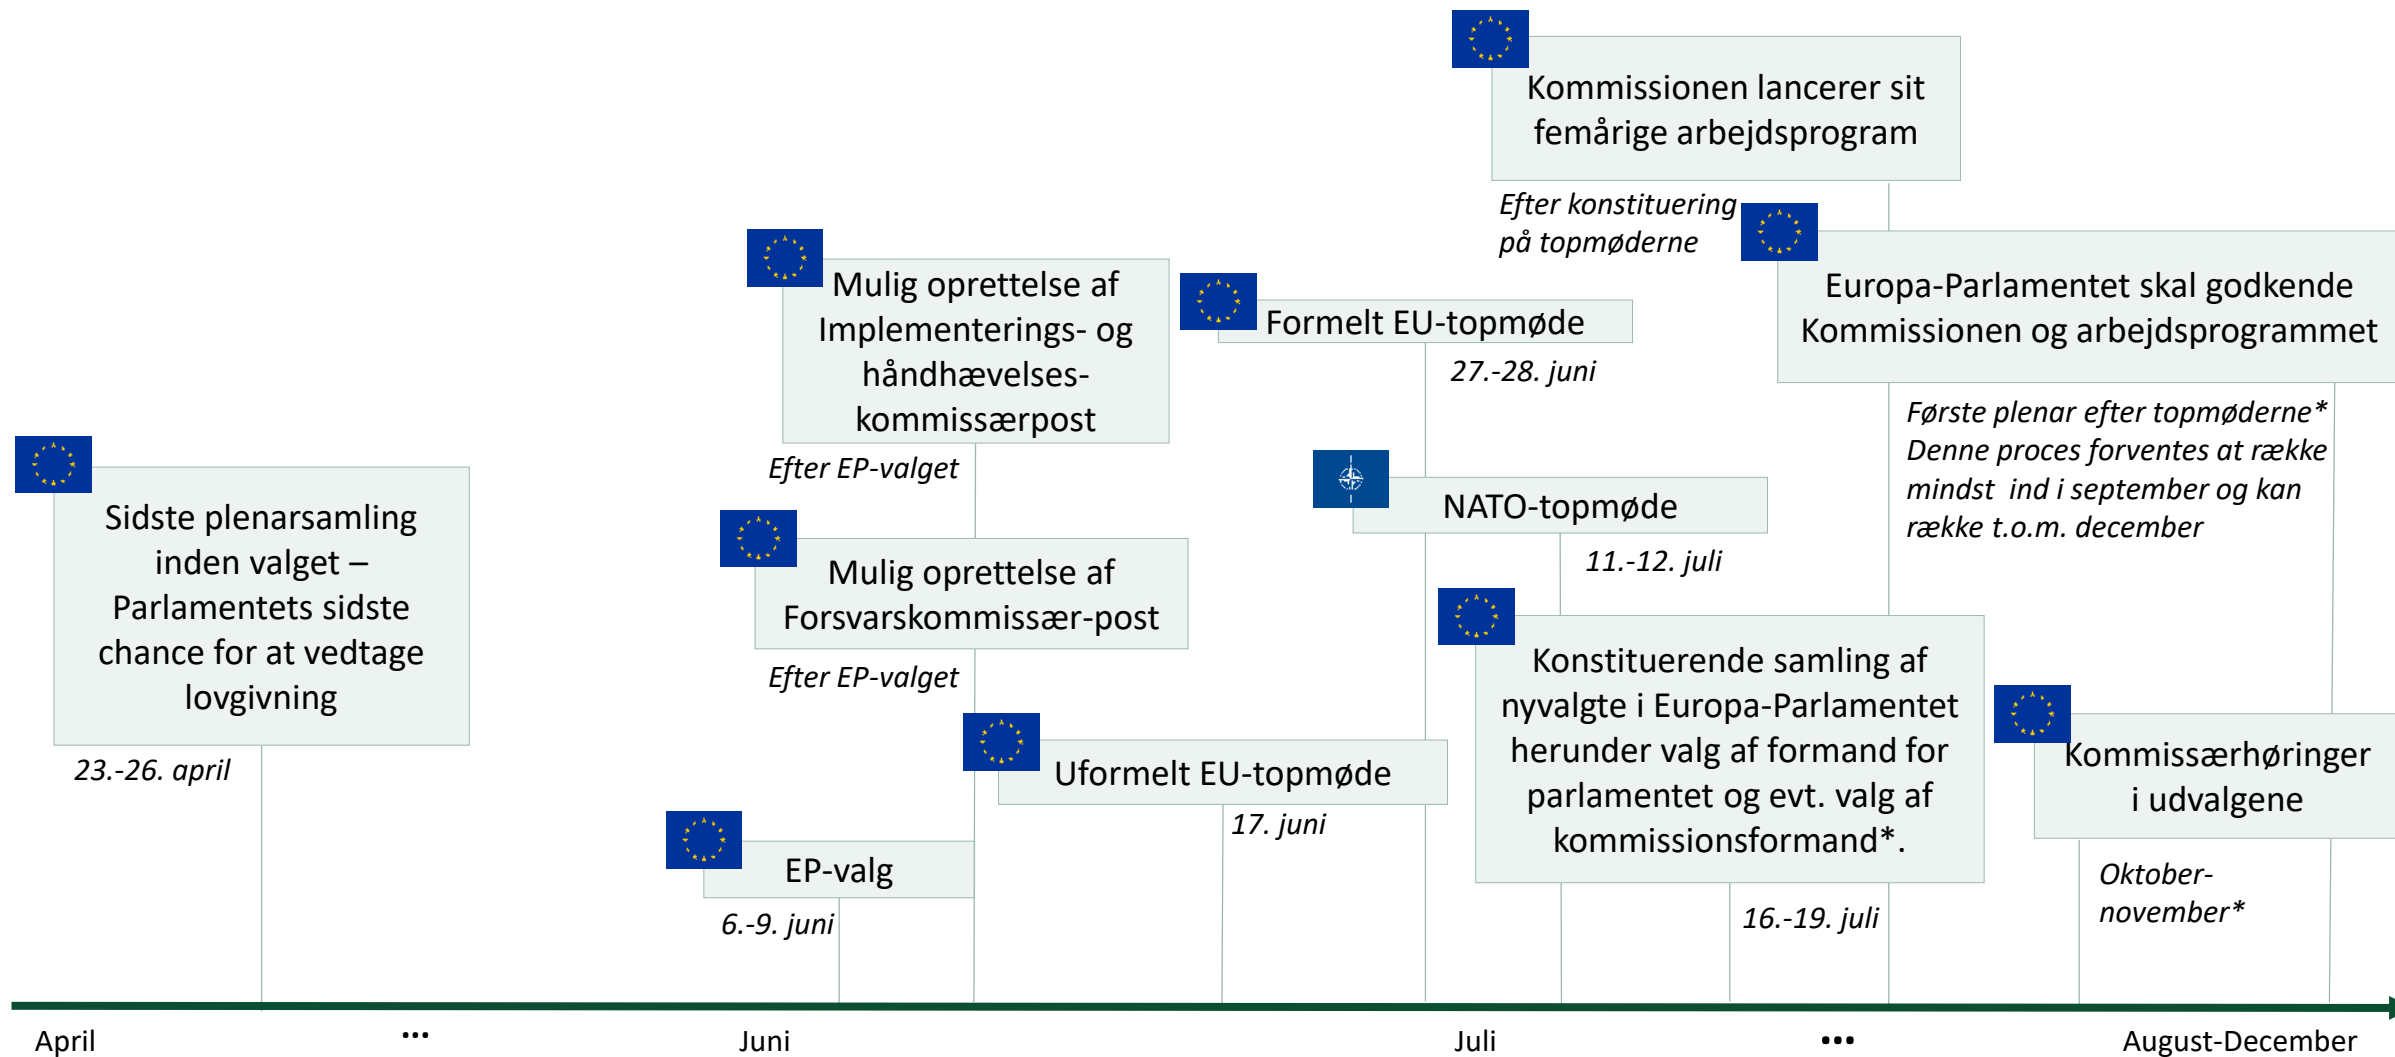 Kommissionen lancerer sit
femårige arbejdsprogram
Efter konstituering
på topmøderne
Europa-Parlamentet skal godkende
Kommissionen og arbejdsprogrammet
Første plenar efter topmøderne*
Denne proces forventes at række
mindst  ind i september og kan
række t.o.m. december
Mulig oprettelse af
Implementerings- og
håndhævelses-
kommissærpost
Efter EP-valget
Formelt EU-topmøde
27.-28. juni
Sidste plenarsamling
inden valget –
Parlamentets sidste
chance for at vedtage
lovgivning
23.-26. april
Mulig oprettelse af
Forsvarskommissær-post
Efter EP-valget
NATO-topmøde
11.-12. juli
Konstituerende samling af
nyvalgte i Europa-Parlamentet
herunder valg af formand for
parlamentet og evt. valg af
kommissionsformand*.
16.-19. juli
Uformelt EU-topmøde
17. juni
Kommissærhøringer
i udvalgene
Oktober-
november*
EP-valg
6.-9. juni
April
...
Juni
Juli
...
August-December